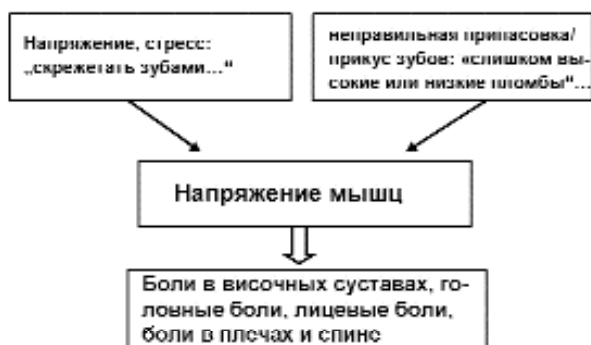 Напряжение, стресс:
„скрежетать зубами...“
неправильная припасовка/
прикус зубов: «слишком вы-
сокие или низкие пломбы“...
Напряжение мышц
Боли в височных суставах, го-
ловные боли, лицевые боли,
боли в плечах и спине